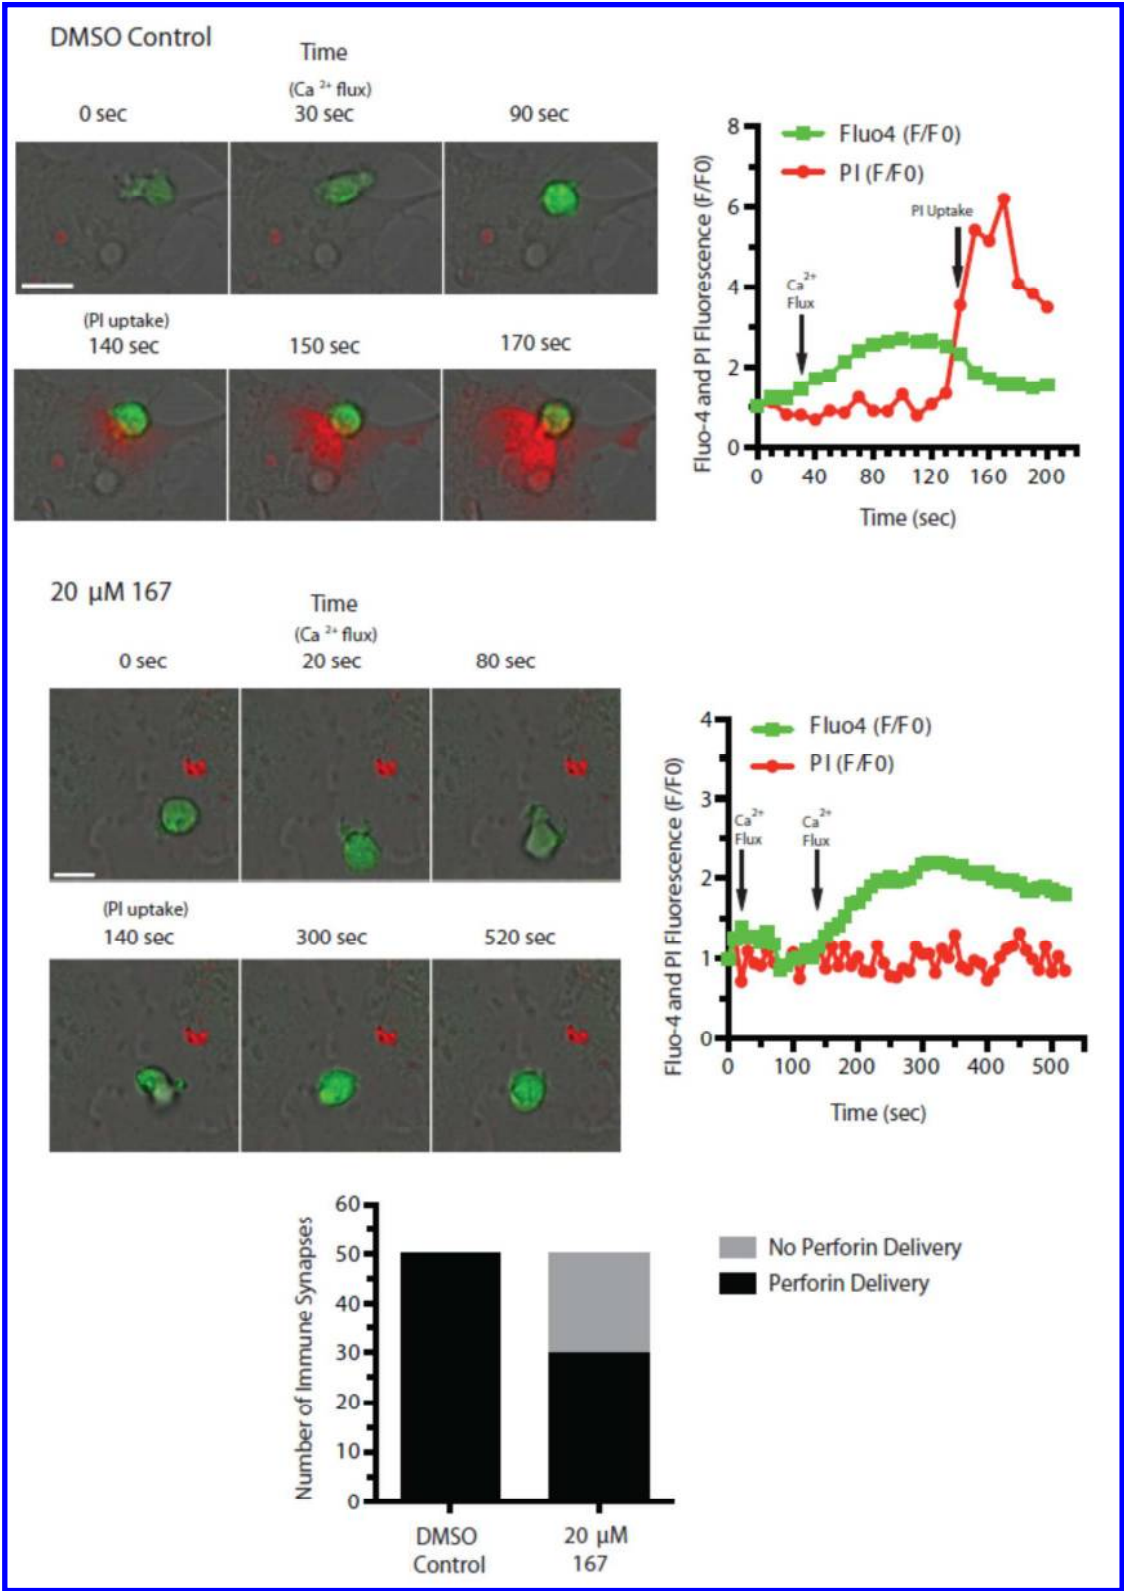 DMSO Control
Time
(Ca 2+ flux)
0 sec
30 sec
90 sec
(PI uptake)
140 sec
150 sec
170 sec
Fluo-4 and PI Fluorescence (F/F0)
8
6
4
2
0
Fluo4 (F/F0)
PI (F/F0)
PI Uptake
Ca2+
Flux
0 40 80 120 160 200
Time (sec)
20 µM 167
Time
(Ca 2+ flux)
0 sec
20 sec
80 sec
(PI uptake)
140 sec
300 sec
520 sec
Fluo-4 and PI Fluorescence (F/F0)
4
3
2
1
0
Fluo4 (F/F0)
PI (F/F0)
Ca2+
Flux
Ca2+
Flux
0 100 200 300 400 500
Time (sec)
Number of Immune Synapses
60
50
40
30
20
10
0
DMSO
Control
20 µM
167
No Perforin Delivery
Perforin Delivery